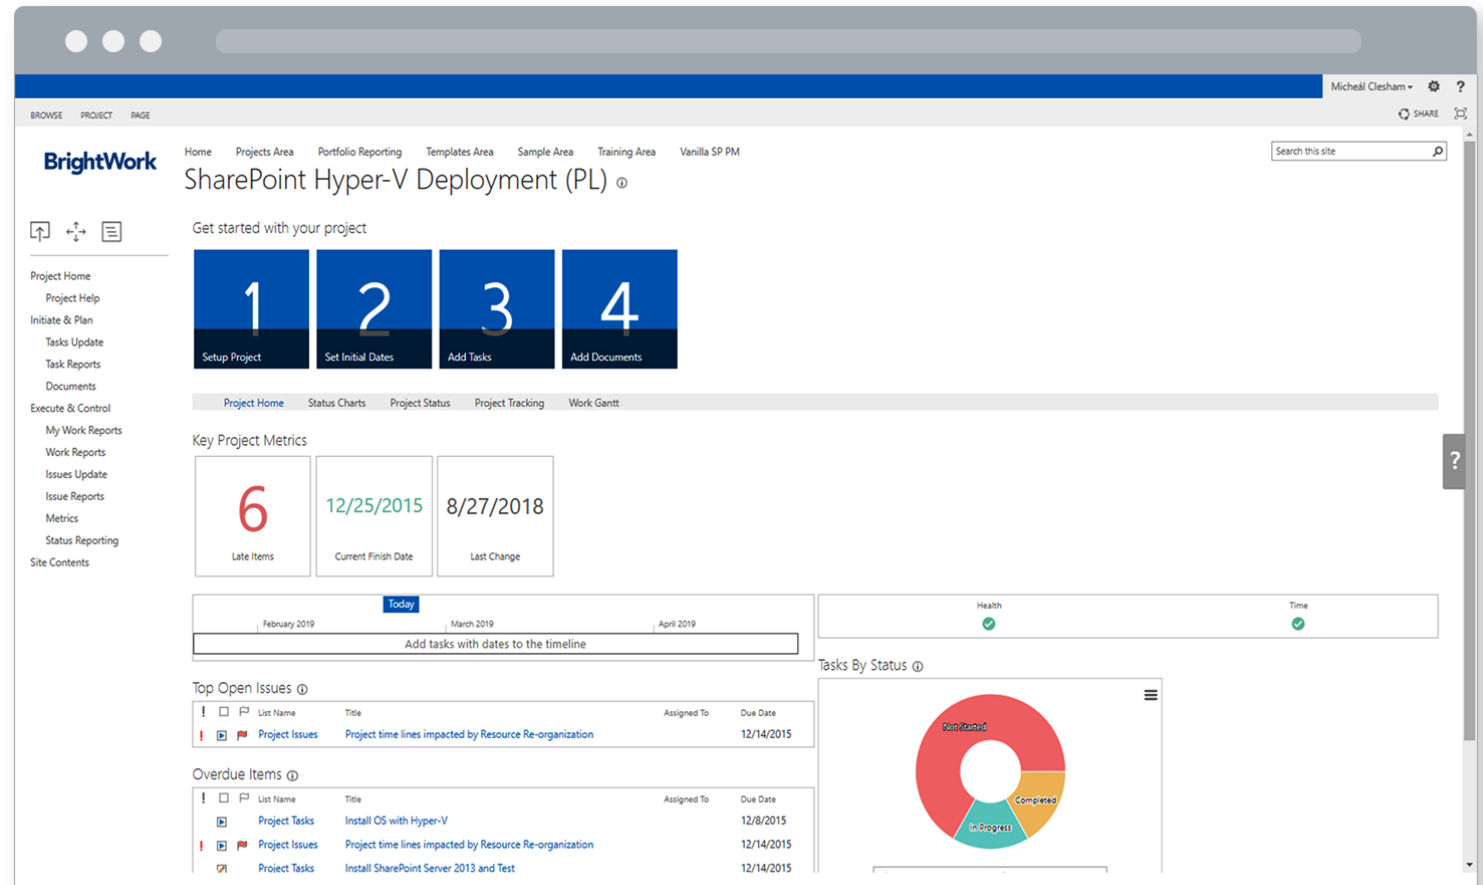 Micheál Clesham
?
BROWSE PROJECT PAGE
SHARE
BrightWork
Home Projects Area Portfolio Reporting Templates Area Sample Area Training Area Vanilla SP PM
Search this site
SharePoint Hyper-V Deployment (PL)
Get started with your project
1 2 3 4
Setup Project Set Initial Dates Add Tasks Add Documents
Project Home
Project Help
Initiate & Plan
Tasks Update
Task Reports
Documents
Execute & Control
My Work Reports
Work Reports
Issues Update
Issue Reports
Metrics
Status Reporting
Site Contents
Project Home Status Charts Project Status Project Tracking Work Gantt
Key Project Metrics
6 12/25/2015 8/27/2018
Late Items Current Finish Date Last Change
?
Today
February 2019 March 2019 April 2019
Add tasks with dates to the timeline
Health Time
Top Open Issues
! List Name Title Assigned To Due Date
! Project Issues Project time lines impacted by Resource Re-organization 12/14/2015
Overdue Items
! List Name Title Assigned To Due Date
Project Tasks Install OS with Hyper-V 12/8/2015
! Project Issues Project time lines impacted by Resource Re-organization 12/14/2015
Project Tasks Install SharePoint Server 2013 and Test 12/14/2015
Tasks By Status
Not Started
Completed
In Progress